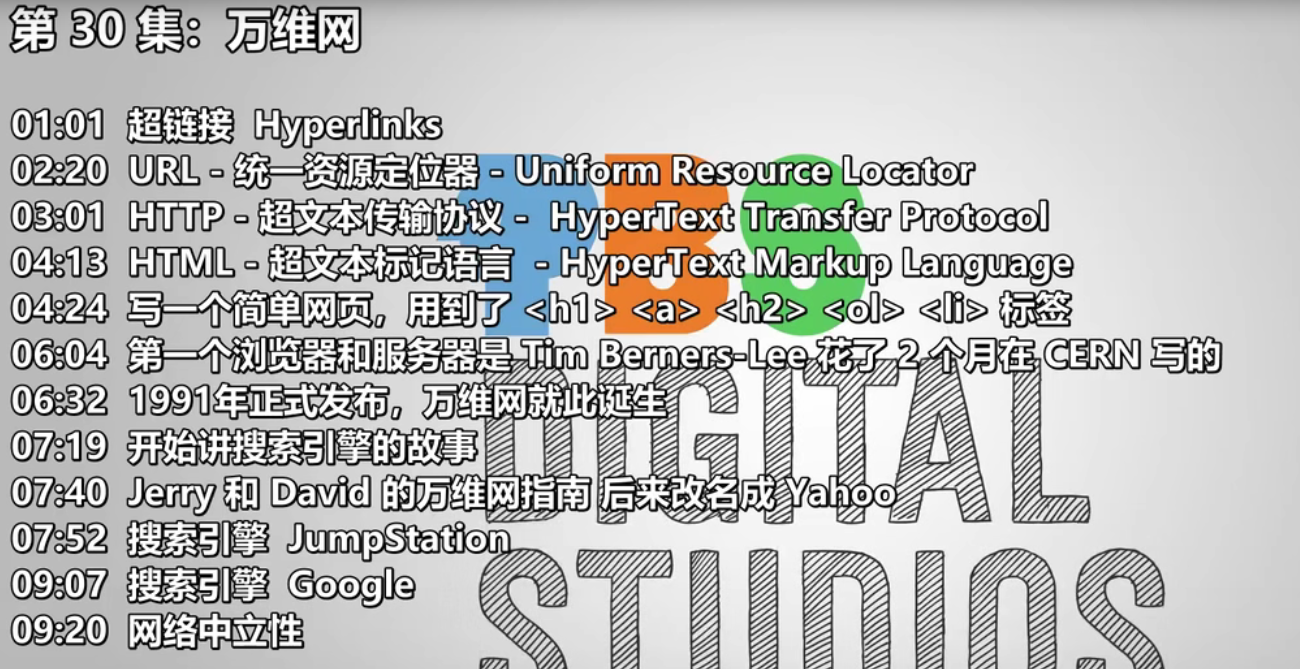 第 30 集：万维网
01:01 超链接 Hyperlinks
02:20 URL - 统一资源定位器 - Uniform Resource Locator
03:01 HTTP - 超文本传输协议 - HyperText Transfer Protocol
04:13 HTML - 超文本标记语言 - HyperText Markup Language
04:24 写一个简单网页，用到了 <h1> <a> <h2> <ol> <li> 标签
06:04 第一个浏览器和服务器是 Tim Berners-Lee 花了 2 个月在 CERN 写的
06:32 1991年正式发布，万维网就此诞生
07:19 开始讲搜索引擎的故事
07:40 Jerry 和 David 的万维网指南 后来改名成 Yahoo
07:52 搜索引擎 JumpStation
09:07 搜索引擎 Google
09:20 网络中立性
PBS
DIGITAL
STUDIOS